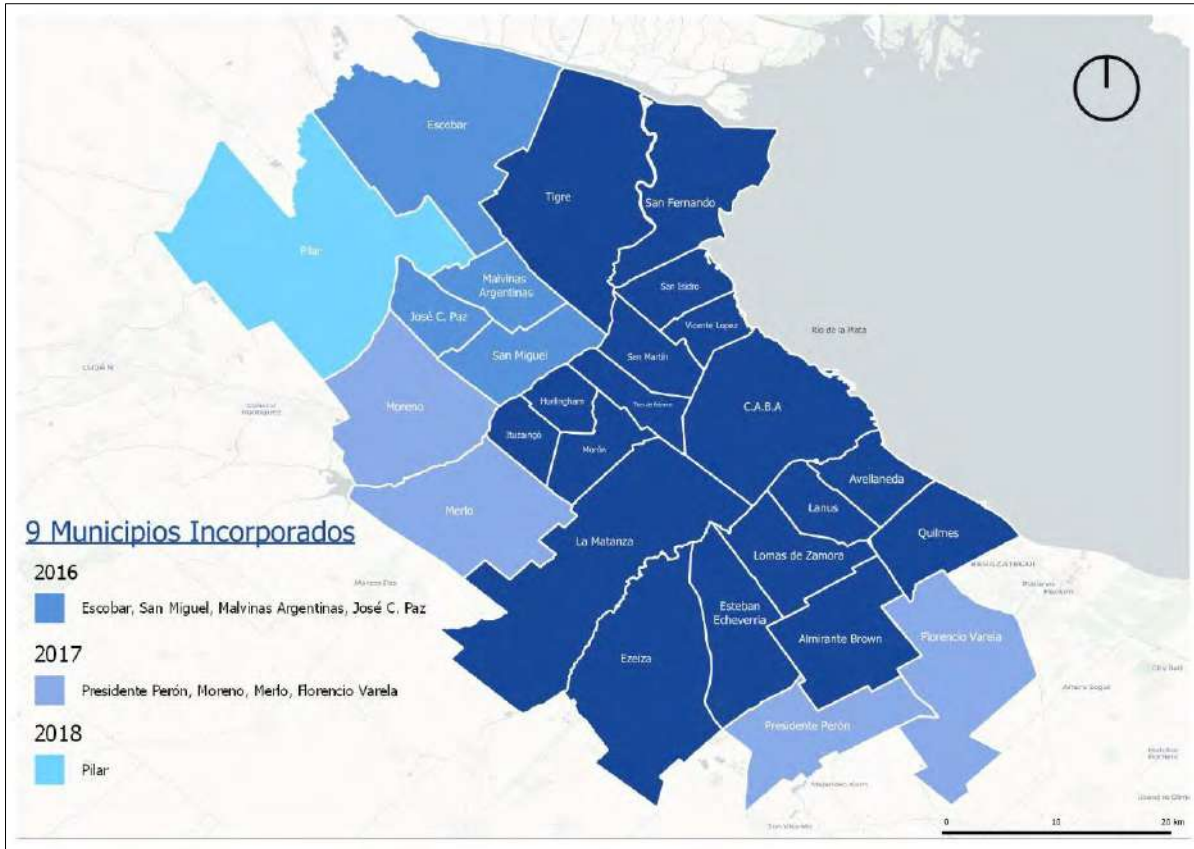 Escobar
Tigre
San Fernando
Pilar
Malvinas
Argentinas
San Isidro
José C. Paz
Vicente Lopez
Río de la Plata
San Miguel
San Martín
LUJÁN
Hurlingham
C.A.B.A
Moreno
Ituzaingó
Morón
Avellaneda
Lanus
Merlo
Quilmes
9 Municipios Incorporados
La Matanza
Lomas de Zamora
2016
Escobar, San Miguel, Malvinas Argentinas, José C. Paz
Esteban
Echeverria
Almirante Brown
Florencio Varela
Ezeiza
2017
Presidente Perón, Moreno, Merlo, Florencio Varela
Presidente Perón
2018
Pilar
0 10 20 km